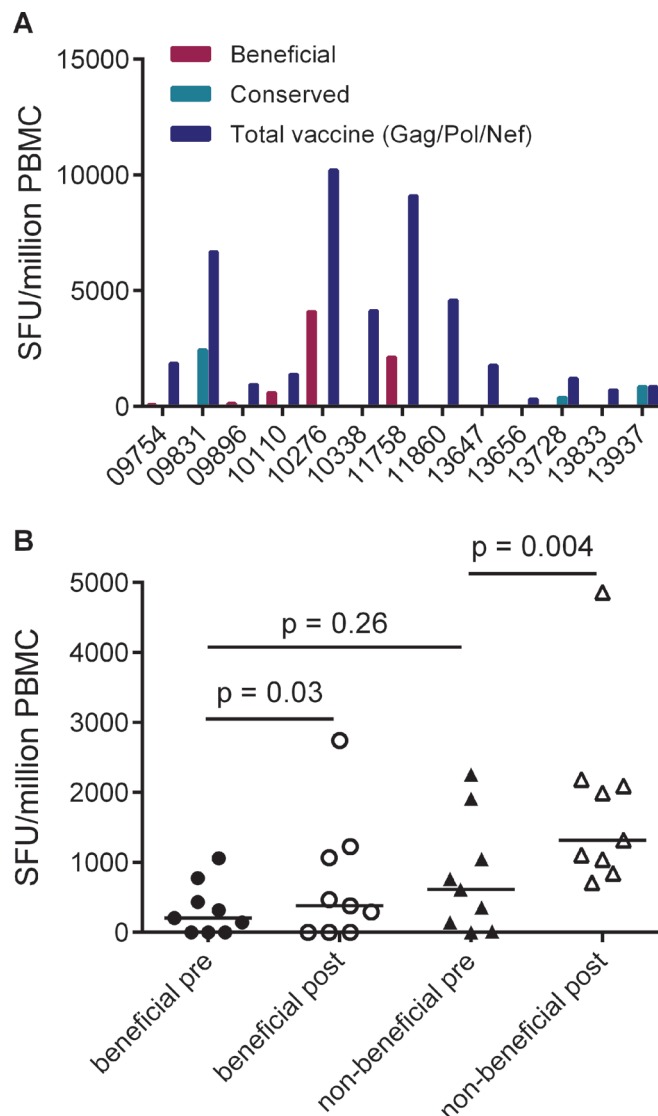 A
SFU/million PBMC
15000
10000
5000
0
Beneficial
Conserved
Total vaccine (Gag/Pol/Nef)
09754
09831
09896
10110
10276
10338
11758
11860
13647
13656
13728
13833
13937
B
SFU/million PBMC
5000
4000
3000
2000
1000
0
p = 0.004
p = 0.26
p = 0.03
beneficial pre
beneficial post
non-beneficial pre
non-beneficial post